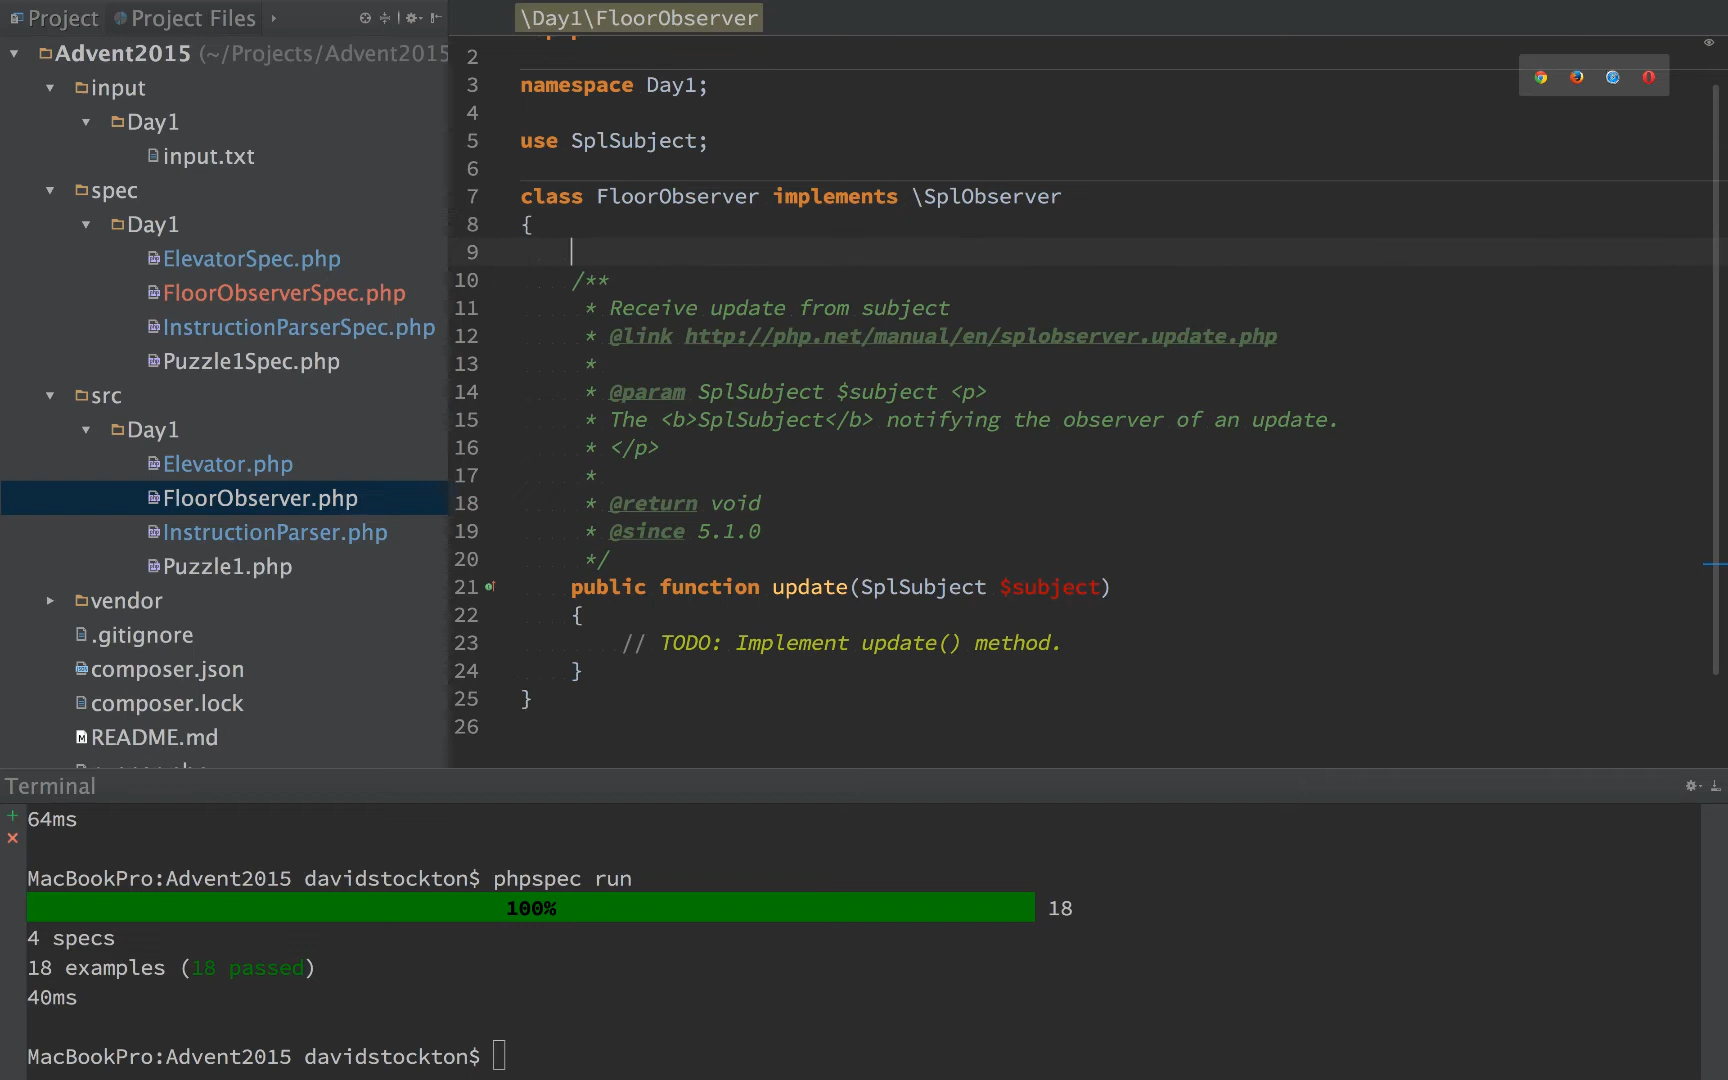 Project
Project Files
\Day1\FloorObserver
Advent2015 (~/Projects/Advent2015
input
Day1
input.txt
spec
Day1
ElevatorSpec.php
FloorObserverSpec.php
InstructionParserSpec.php
Puzzle1Spec.php
src
Day1
Elevator.php
FloorObserver.php
InstructionParser.php
Puzzle1.php
vendor
.gitignore
composer.json
composer.lock
README.md
2
3 namespace Day1;
4
5 use SplSubject;
6
7 class FloorObserver implements \SplObserver
8 {
9
10 /**
11 * Receive update from subject
12 * @link http://php.net/manual/en/splobserver.update.php
13 *
14 * @param SplSubject $subject <p>
15 * The <b>SplSubject</b> notifying the observer of an update.
16 * </p>
17 *
18 * @return void
19 * @since 5.1.0
20 */
21 public function update(SplSubject $subject)
22 {
23 // TODO: Implement update() method.
24 }
25 }
26
Terminal
64ms
MacBookPro:Advent2015 davidstockton$ phpspec run
100% 18
4 specs
18 examples (18 passed)
40ms
MacBookPro:Advent2015 davidstockton$